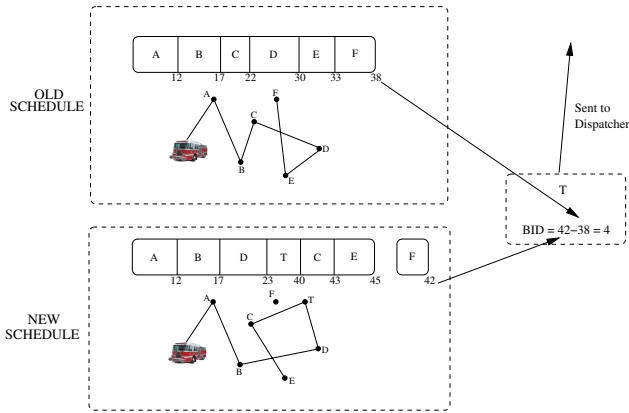 A B C D E F
12 17 22 30 33 38
OLD
SCHEDULE
A
F
C
D
B
E
Sent to
Dispatcher
T
BID = 42−38 = 4
A B D T C E F
12 17 23 40 43 45 42
NEW
SCHEDULE
A
F
T
C
D
B
E